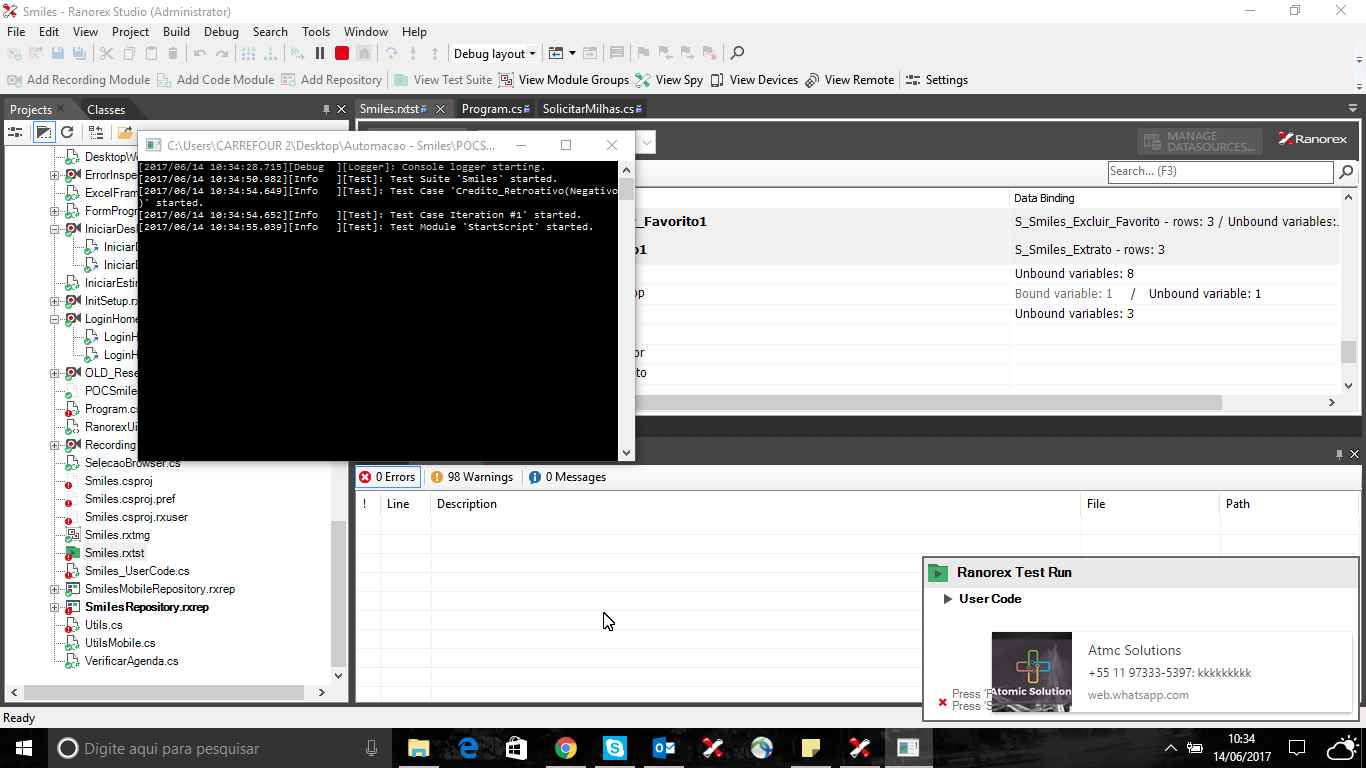 Smiles - Ranorex Studio (Administrator)
File Edit View Project Build Debug Search Tools Window Help
Debug layout
Add Recording Module Add Code Module Add Repository View Test Suite View Module Groups View Spy View Devices View Remote Settings
Projects Classes
Smiles.rxtst Program.cs SolicitarMilhas.cs
MANAGE
DATASOURCES...
Ranorex
Search... (F3)
C:\Users\CARREFOUR 2\Desktop\Automacao - Smiles\POCS...
[2017/06/14 10:34:28.715][Debug ][Logger]: Console logger starting.
[2017/06/14 10:34:50.982][Info ][Test]: Test Suite 'Smiles' started.
[2017/06/14 10:34:54.649][Info ][Test]: Test Case 'Credito_Retroativo(Negativo
)' started.
[2017/06/14 10:34:54.652][Info ][Test]: Test Case Iteration #1' started.
[2017/06/14 10:34:55.039][Info ][Test]: Test Module 'StartScript' started.
DesktopW
ErrorInspe
ExcelFram
FormProgr
IniciarDes
IniciarD
IniciarD
IniciarEstin
InitSetup.rx
LoginHome
LoginH
LoginH
OLD_Rese
POCSmile
Program.cs
RanorexUi
Recording
SelecaoBrowser.cs
Smiles.csproj
Smiles.csproj.pref
Smiles.csproj.rxuser
Smiles.rxtmg
Smiles.rxtst
Smiles_UserCode.cs
SmilesMobileRepository.rxrep
SmilesRepository.rxrep
Utils.cs
UtilsMobile.cs
VerificarAgenda.cs
Data Binding
_Favorito1 S_Smiles_Excluir_Favorito - rows: 3 / Unbound variables:.
o1 S_Smiles_Extrato - rows: 3
Unbound variables: 8
op Bound variable: 1 / Unbound variable: 1
Unbound variables: 3
or
to
0 Errors 98 Warnings 0 Messages
! Line Description File Path
Ranorex Test Run
User Code
Atmc Solutions
+55 11 97333-5397: kkkkkkkkk
web.whatsapp.com
Atomic Solution
Press 'P
Press 'S
Ready
Digite aqui para pesquisar
10:34
14/06/2017